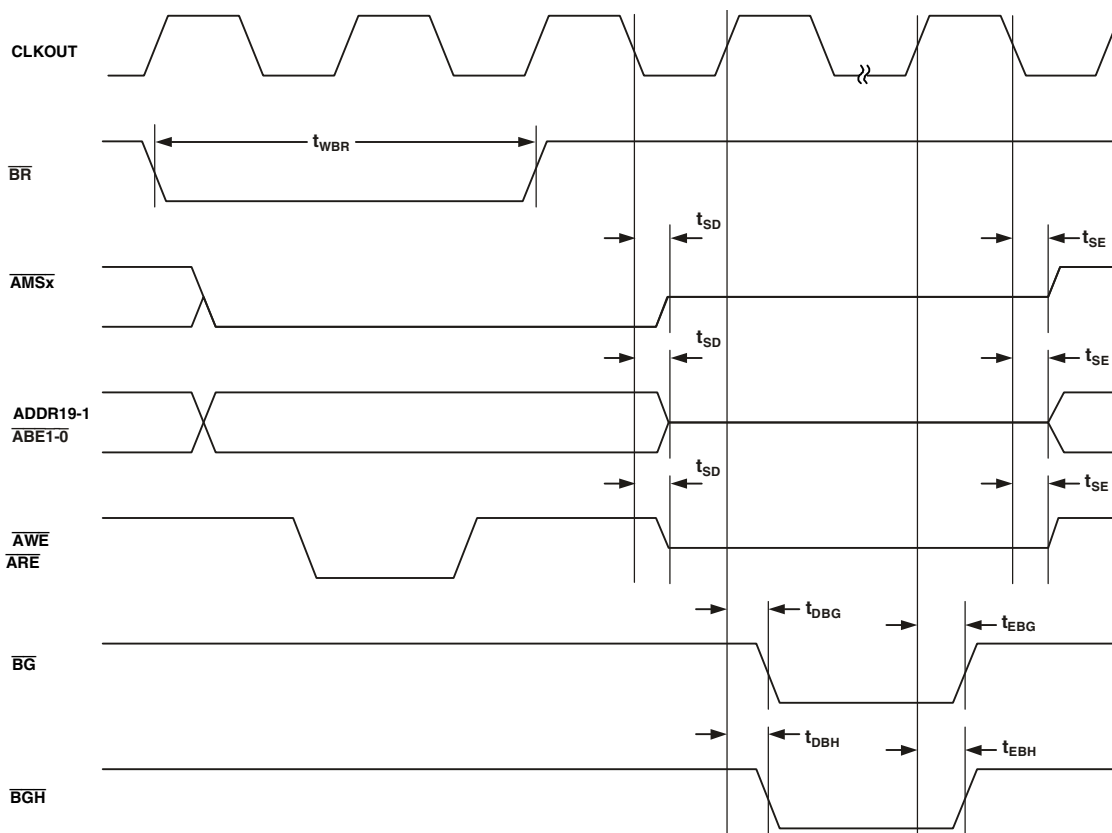 CLKOUT
tWBR
BR
tSD
tSE
AMSx
tSD
tSE
ADDR19-1
ABE1-0
tSD
tSE
AWE
ARE
tDBG
tEBG
BG
tDBH
tEBH
BGH